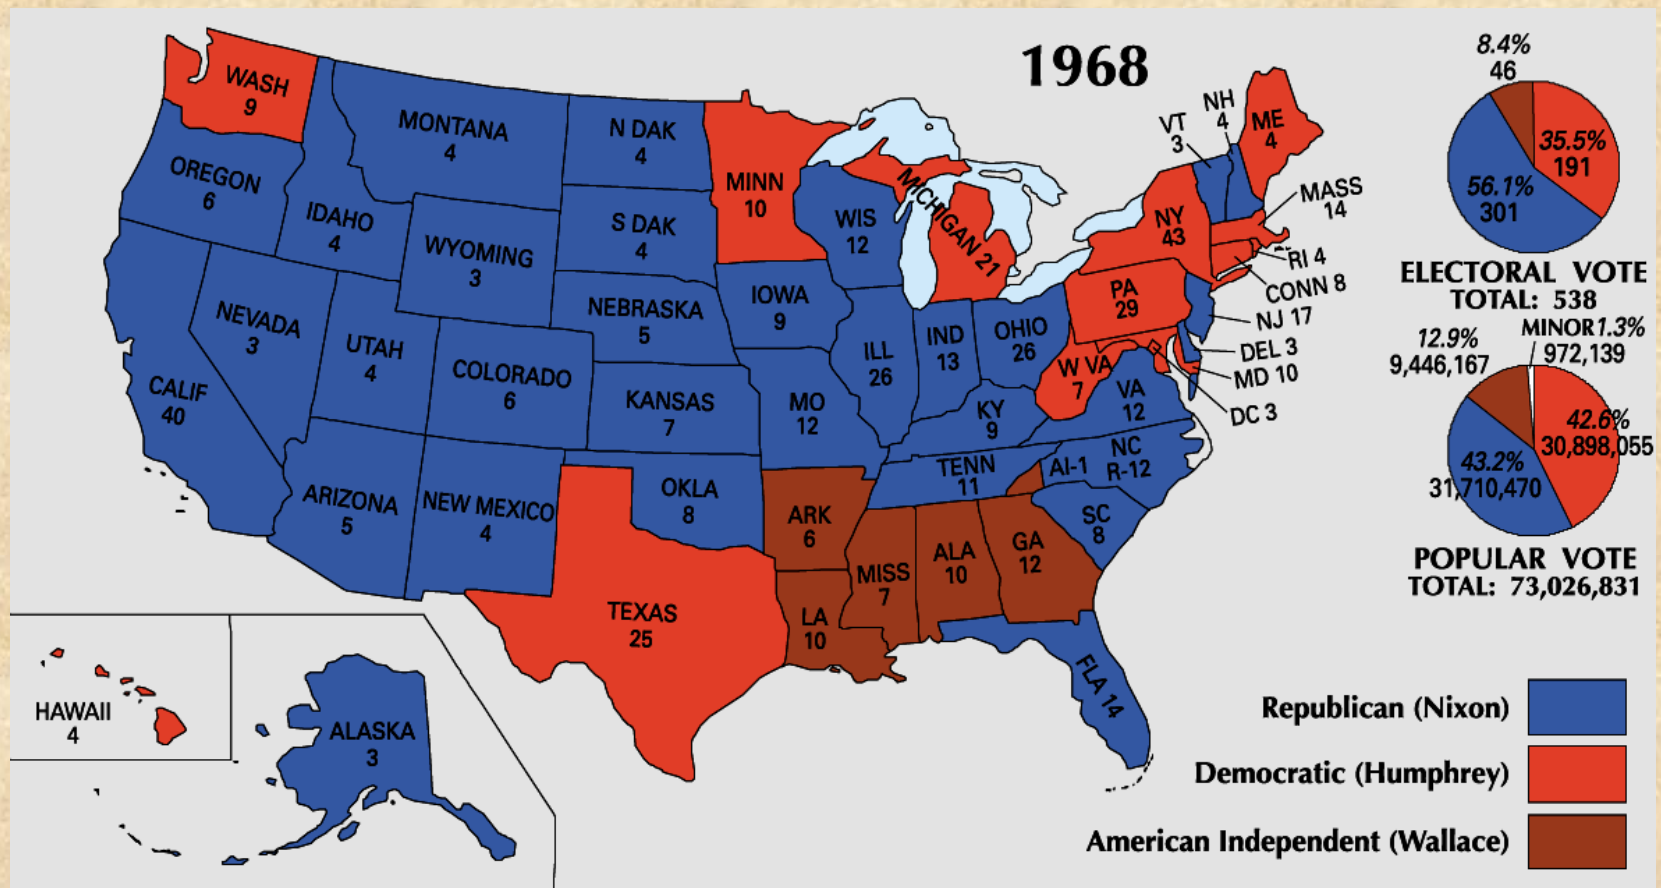 1968
WASH
9
OREGON
6
CALIF
40
NEVADA
3
IDAHO
4
MONTANA
4
WYOMING
3
UTAH
4
ARIZONA
5
COLORADO
6
NEW MEXICO
4
N DAK
4
S DAK
4
NEBRASKA
5
KANSAS
7
OKLA
8
TEXAS
25
MINN
10
IOWA
9
MO
12
ARK
6
LA
10
WIS
12
ILL
26
MICHIGAN 21
IND
13
OHIO
26
KY
9
TENN
11
MISS
7
ALA
10
GA
12
FLA 14
SC
8
NC
AI-1
R-12
VA
12
W VA
7
PA
29
NY
43
VT
3
NH
4
ME
4
MASS
14
RI 4
CONN 8
NJ 17
DEL 3
MD 10
DC 3
HAWAII
4
ALASKA
3
8.4%
46
35.5%
191
56.1%
301
ELECTORAL VOTE
TOTAL: 538
12.9%
9,446,167
MINOR 1.3%
972,139
42.6%
30,898,055
43.2%
31,710,470
POPULAR VOTE
TOTAL: 73,026,831
Republican (Nixon)
Democratic (Humphrey)
American Independent (Wallace)